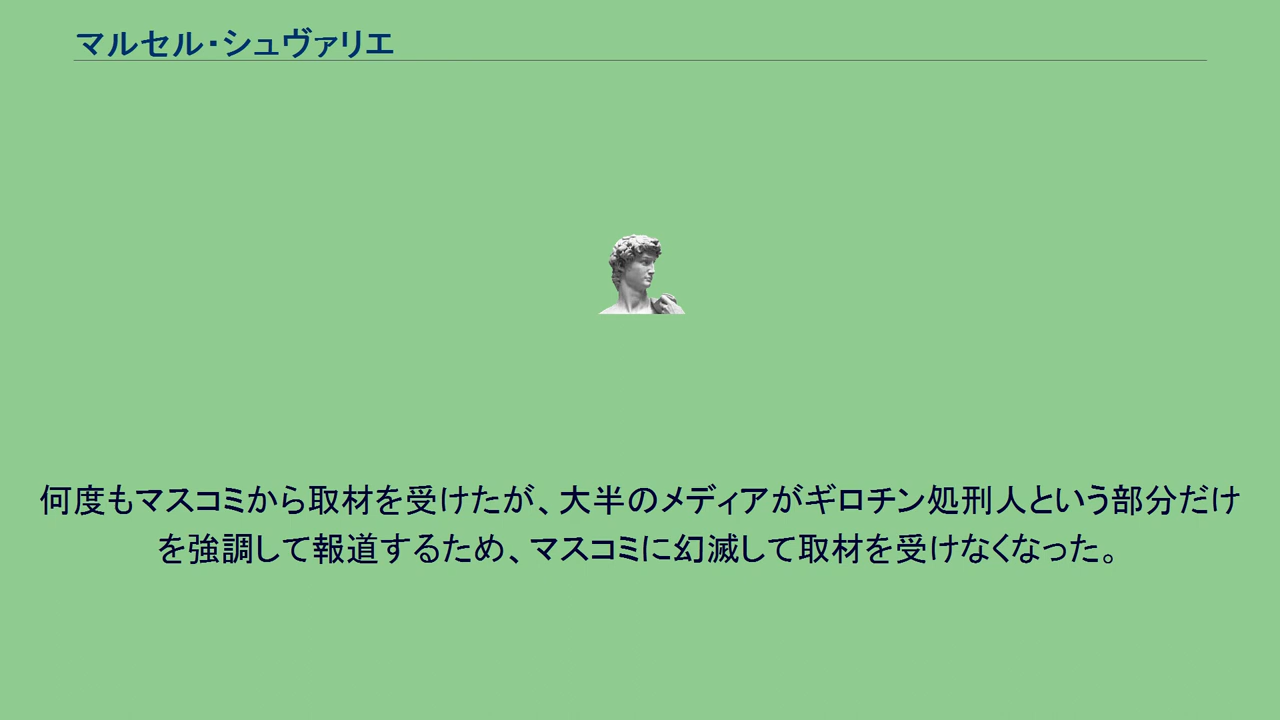 マルセル・シュヴァリエ
何度もマスコミから取材を受けたが、大半のメディアがギロチン処刑人という部分だけ
を強調して報道するため、マスコミに幻滅して取材を受けなくなった。